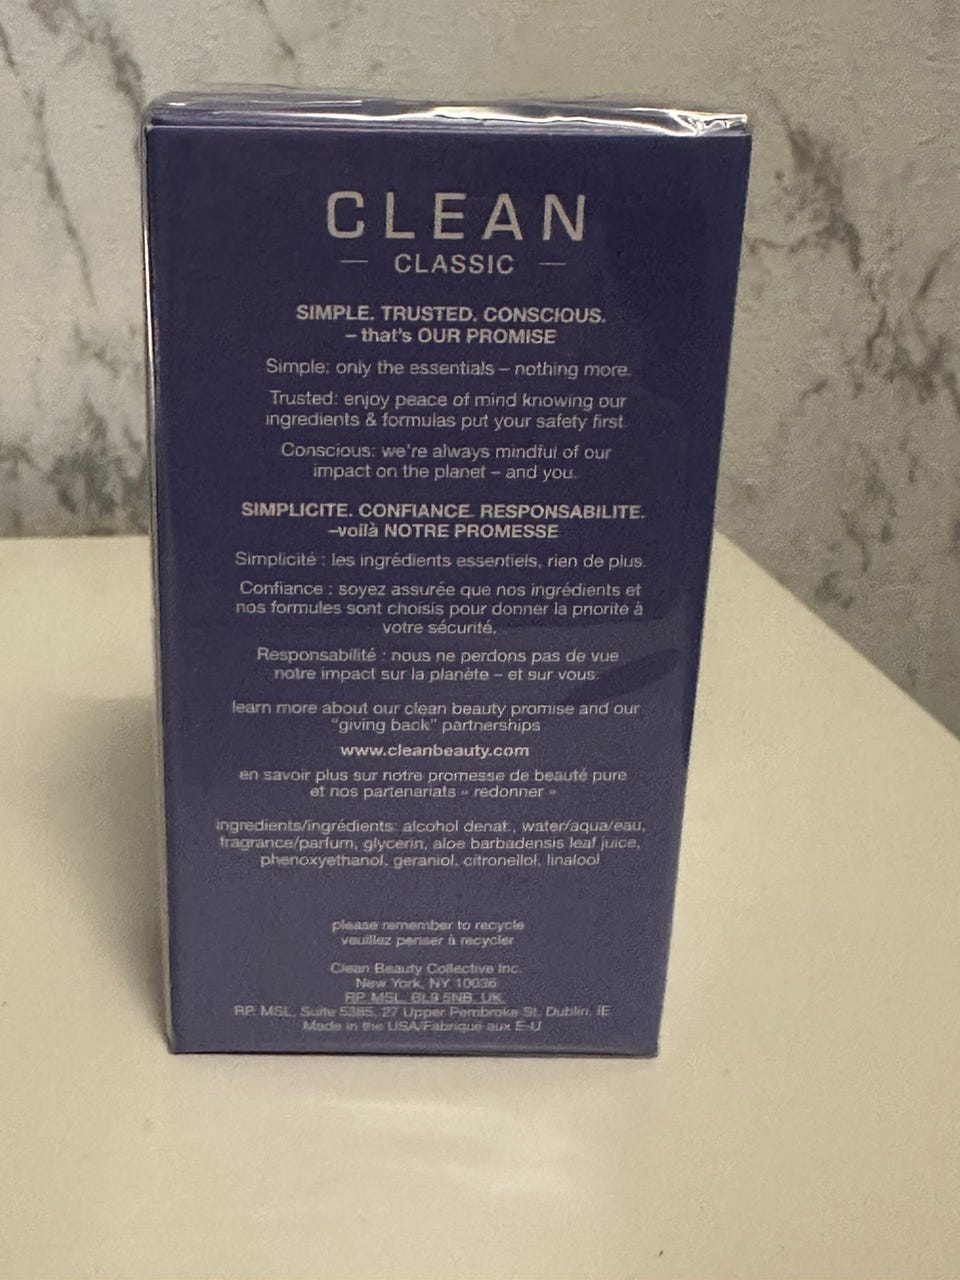 CLEAN
— CLASSIC —
SIMPLE. TRUSTED. CONSCIOUS.
– that's OUR PROMISE
Simple: only the essentials – nothing more.
Trusted: enjoy peace of mind knowing our
ingredients & formulas put your safety first.
Conscious: we're always mindful of our
impact on the planet – and you.
SIMPLICITE. CONFIANCE. RESPONSABILITE.
–voilà NOTRE PROMESSE
Simplicité : les ingrédients essentiels, rien de plus.
Confiance : soyez assurée que nos ingrédients et
nos formules sont choisis pour donner la priorité à
votre sécurité.
Responsabilité : nous ne perdons pas de vue
notre impact sur la planète – et sur vous.
learn more about our clean beauty promise and our
"giving back" partnerships
www.cleanbeauty.com
en savoir plus sur notre promesse de beauté pure
et nos partenariats « redonner »
ingredients/ingrédients: alcohol denat., water/aqua/eau,
fragrance/parfum, glycerin, aloe barbadensis leaf juice,
phenoxyethanol, geraniol, citronellol, linalool
please remember to recycle
veuillez penser à recycler
Clean Beauty Collective Inc.
New York, NY 10036
RP. MSL, BL9 5NB, UK
RP. MSL, Suite 5385, 27 Upper Pembroke St, Dublin, IE
Made in the USA/Fabriqué aux É-U